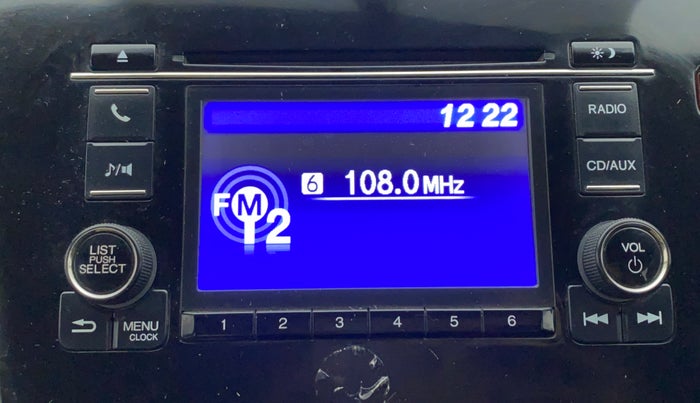 12 22
RADIO
6 108.0 MHz
CD/AUX
FM
12
LIST
PUSH
SELECT
VOL
MENU
CLOCK
1 2 3 4 5 6